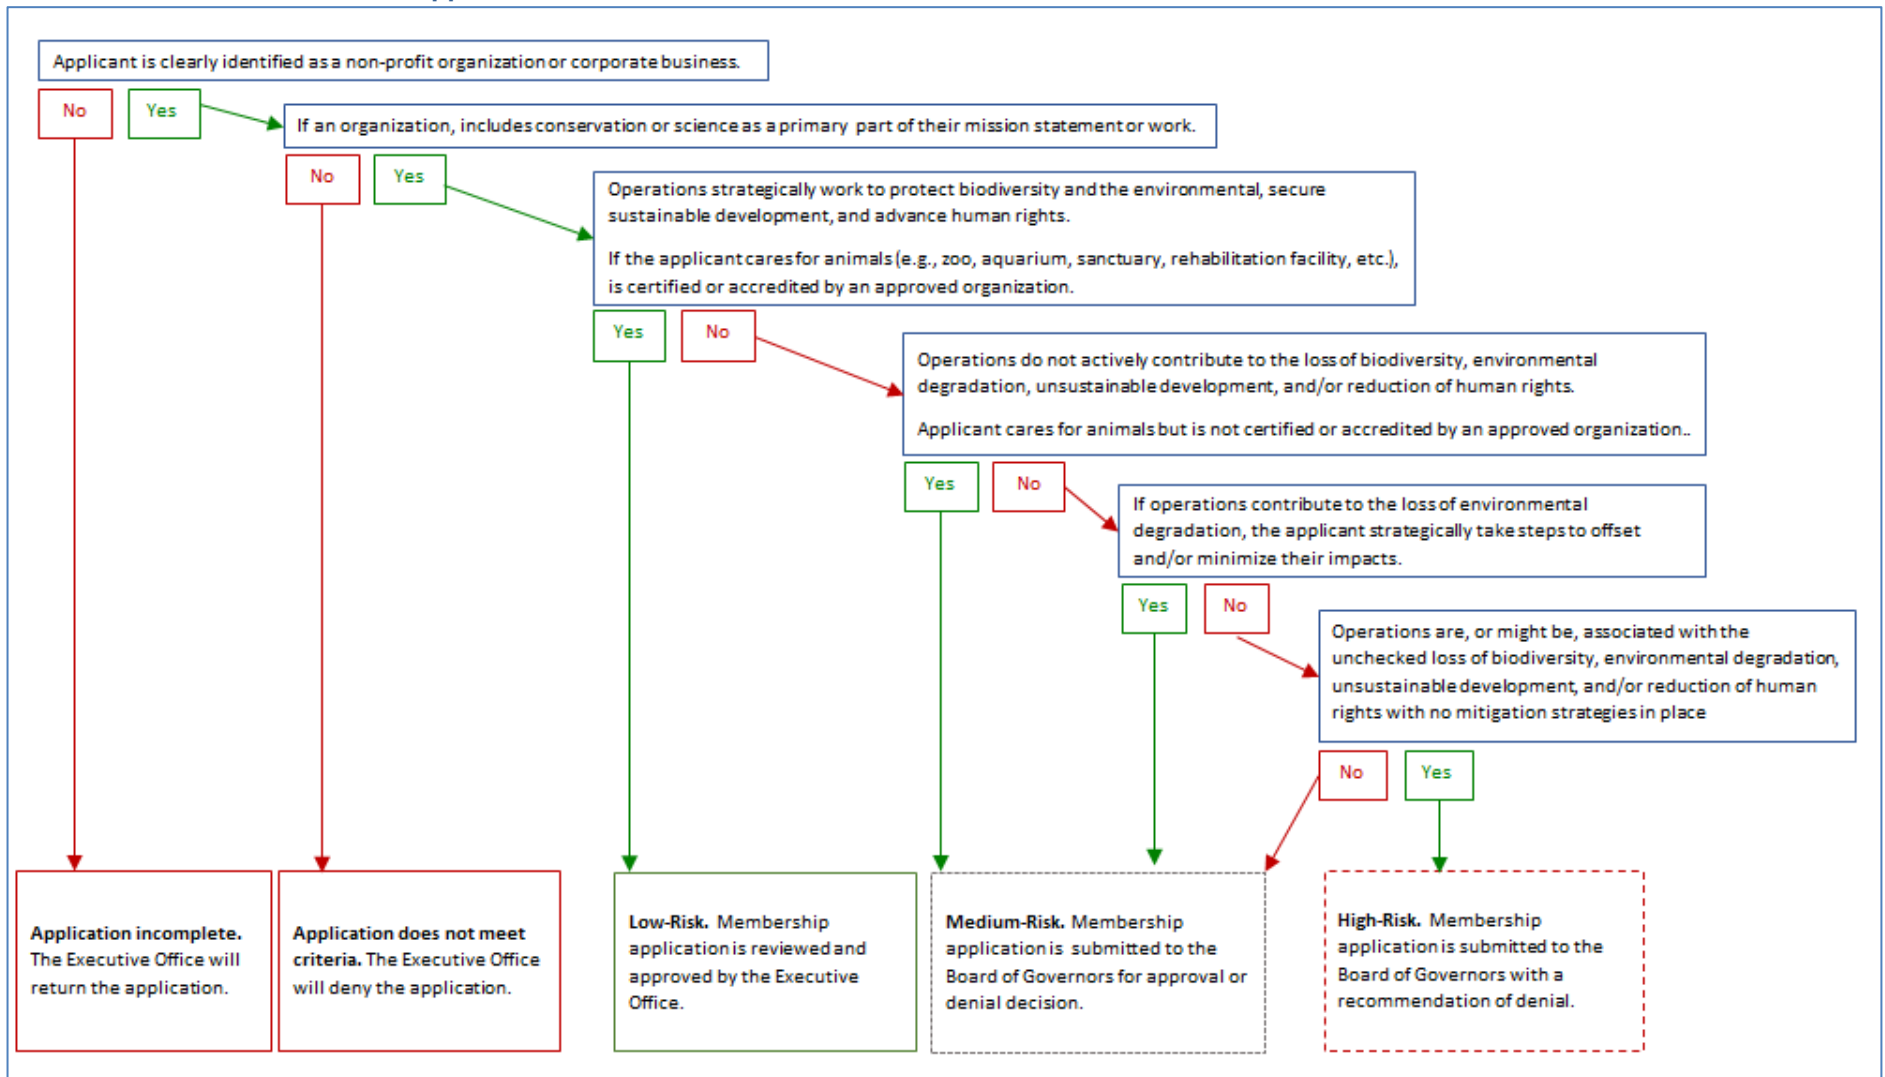 Applicant is clearly identified as a non-profit organization or corporate business.
No
Yes
If an organization, includes conservation or science as a primary part of their mission statement or work.
No
Yes
Operations strategically work to protect biodiversity and the environmental, secure
sustainable development, and advance human rights.
If the applicant cares for animals (e.g., zoo, aquarium, sanctuary, rehabilitation facility, etc.),
is certified or accredited by an approved organization.
Yes
No
Operations do not actively contribute to the loss of biodiversity, environmental
degradation, unsustainable development, and/or reduction of human rights.
Applicant cares for animals but is not certified or accredited by an approved organization..
Yes
No
If operations contribute to the loss of environmental
degradation, the applicant strategically take steps to offset
and/or minimize their impacts.
Yes
No
Operations are, or might be, associated with the
unchecked loss of biodiversity, environmental degradation,
unsustainable development, and/or reduction of human
rights with no mitigation strategies in place
No
Yes
Application incomplete.
The Executive Office will
return the application.
Application does not meet
criteria. The Executive Office
will deny the application.
Low-Risk. Membership
application is reviewed and
approved by the Executive
Office.
Medium-Risk. Membership
application is submitted to the
Board of Governors for approval or
denial decision.
High-Risk. Membership
application is submitted to the
Board of Governors with a
recommendation of denial.